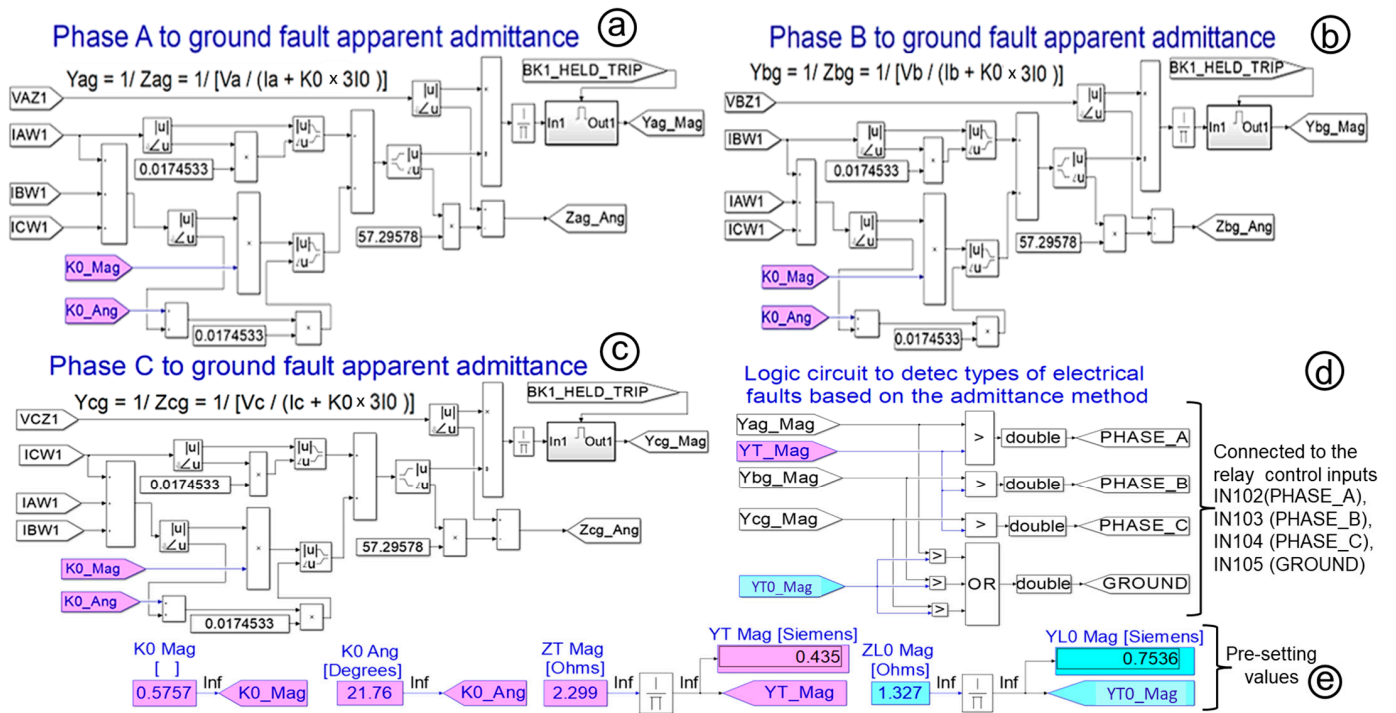 Phase A to ground fault apparent admittance
a
Yag = 1/ Zag = 1/ [Va / (Ia + K0 x 3I0 )]
BK1_HELD_TRIP
VAZ1
IAW1
IBW1
ICW1
K0_Mag
K0_Ang
|u|
∠u
0.0174533
57.29578
In1
Out1
Yag_Mag
Zag_Ang
Phase B to ground fault apparent admittance
b
Ybg = 1/ Zbg = 1/ [Vb / (Ib + K0 x 3I0 )]
BK1_HELD_TRIP
VBZ1
IBW1
IAW1
ICW1
K0_Mag
K0_Ang
|u|
∠u
0.0174533
57.29578
0.0174533
In1
Out1
Ybg_Mag
Zbg_Ang
0.0174533
Phase C to ground fault apparent admittance
c
Ycg = 1/ Zcg = 1/ [Vc / (Ic + K0 x 3I0 )]
BK1_HELD_TRIP
VCZ1
ICW1
IAW1
IBW1
K0_Mag
K0_Ang
|u|
∠u
0.0174533
57.29578
0.0174533
In1
Out1
Ycg_Mag
Zcg_Ang
d
Logic circuit to detec types of electrical
faults based on the admittance method
Yag_Mag
YT_Mag
Ybg_Mag
Ycg_Mag
YT0_Mag
> double PHASE_A
> double PHASE_B
> double PHASE_C
>
>
>
OR double GROUND
Connected to the
relay control inputs
IN102(PHASE_A),
IN103 (PHASE_B),
IN104 (PHASE_C),
IN105 (GROUND)
K0 Mag
[ ]
0.5757
Inf
K0_Mag
K0 Ang
[Degrees]
21.76
Inf
K0_Ang
ZT Mag
[Ohms]
2.299
Inf
Inf
YT Mag [Siemens]
0.435
YT_Mag
ZL0 Mag
[Ohms]
1.327
Inf
Inf
YL0 Mag [Siemens]
0.7536
YT0_Mag
Pre-setting
values
e